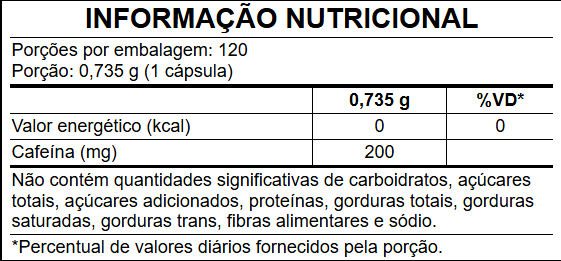 INFORMAÇÃO NUTRICIONAL
Porções por embalagem: 120
Porção: 0,735 g (1 cápsula)
0,735 g %VD*
Valor energético (kcal) 0 0
Cafeína (mg) 200
Não contém quantidades significativas de carboidratos, açúcares
totais, açúcares adicionados, proteínas, gorduras totais, gorduras
saturadas, gorduras trans, fibras alimentares e sódio.
*Percentual de valores diários fornecidos pela porção.